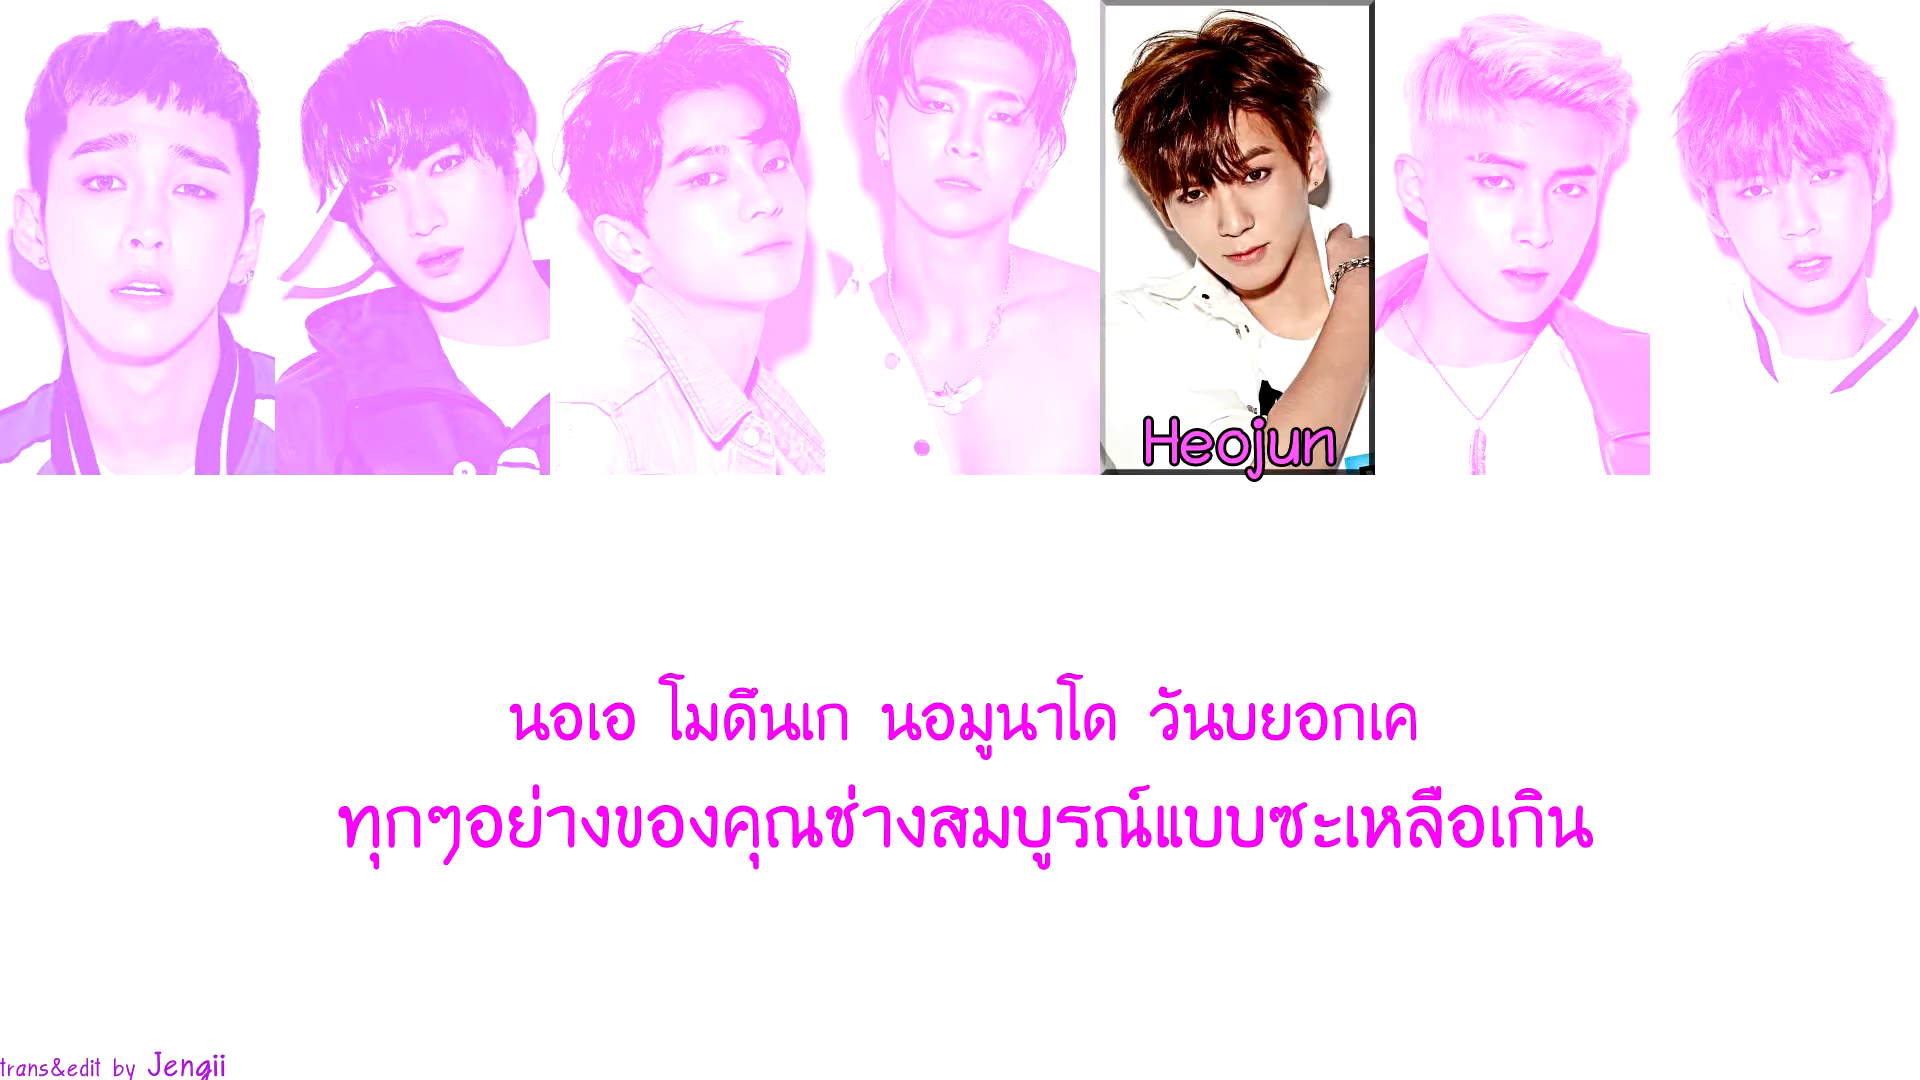 Heojun
นอเอ โมดึนเก นอมูนาโด วันบยอกเค
ทุกๆอย่างของคุณช่างสมบูรณ์แบบซะเหลือเกิน
trans&edit by Jengii